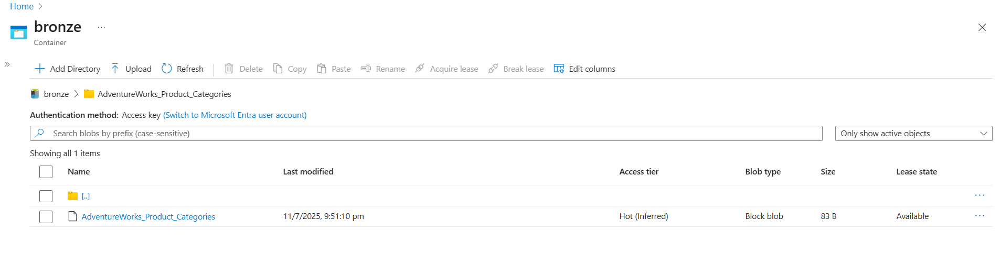 Home >
bronze ...
Container
Add Directory Upload Refresh Delete Copy Paste Rename Acquire lease Break lease Edit columns
bronze > AdventureWorks_Product_Categories
Authentication method: Access key (Switch to Microsoft Entra user account)
Search blobs by prefix (case-sensitive) Only show active objects
Showing all 1 items
Name Last modified Access tier Blob type Size Lease state
[..] ...
AdventureWorks_Product_Categories 11/7/2025, 9:51:10 pm Hot (Inferred) Block blob 83 B Available ...